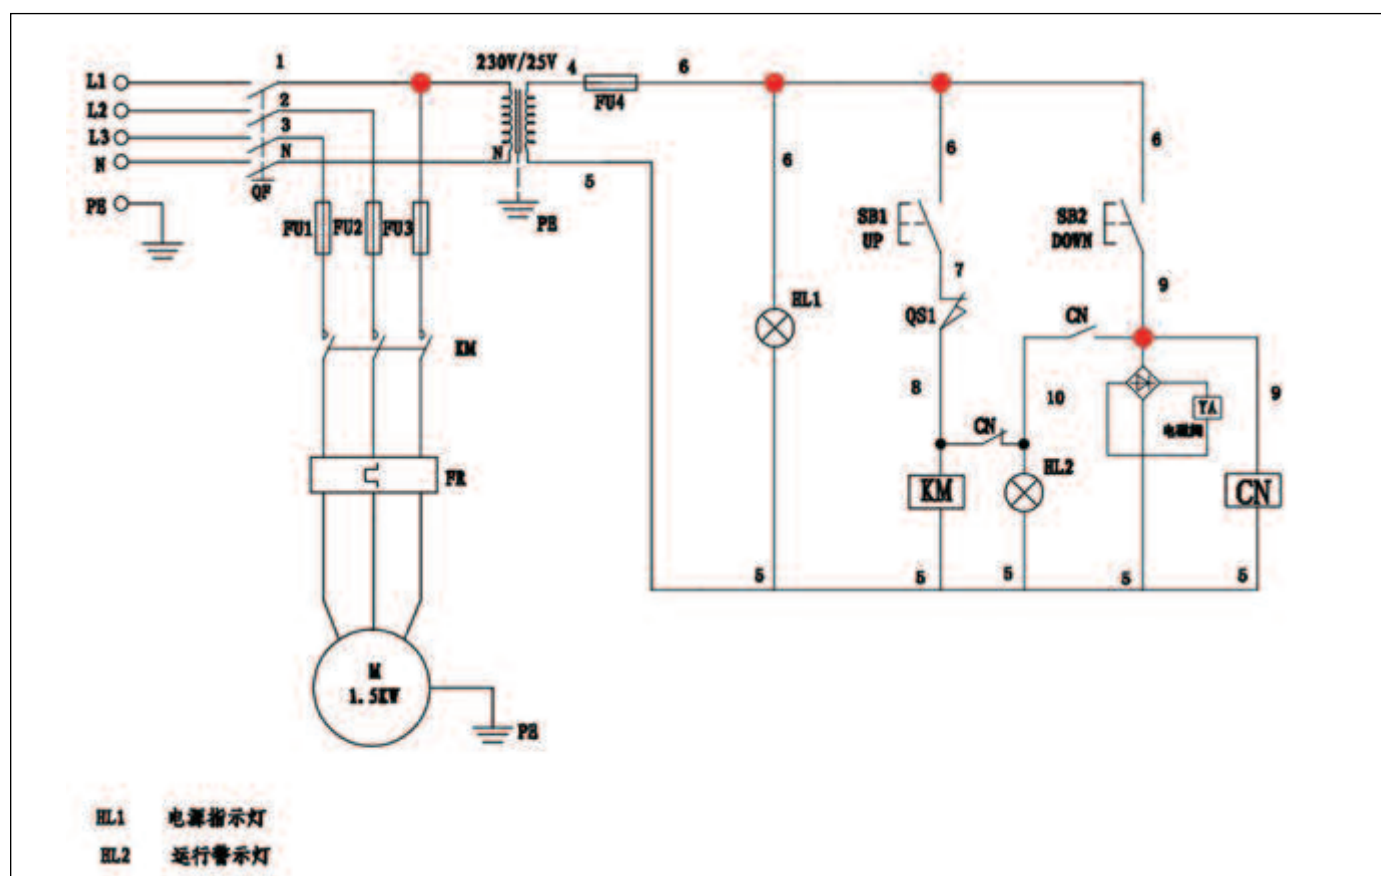 1
230V/25V
4
6
L1
FU4
2
L2
3
L3
N
N
N
6
6
6
5
QF
PE
PE
FU1
FU2
FU3
SB1
UP
SB2
DOWN
7
9
HL1
QS1
CN
KM
8
10
9
YA
电磁阀
CN
HL2
FR
KM
CN
5
5
5
5
5
M
1.5KW
PE
HL1 电源指示灯
HL2 运行警示灯